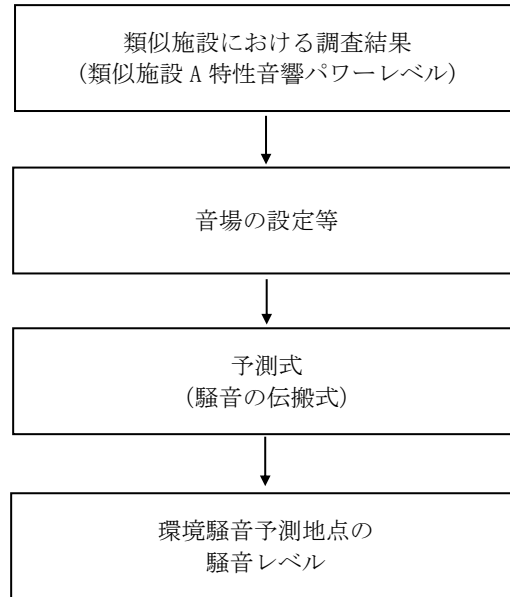 類似施設における調査結果
（類似施設 A 特性音響パワーレベル）
音場の設定等
予測式
（騒音の伝搬式）
環境騒音予測地点の
騒音レベル